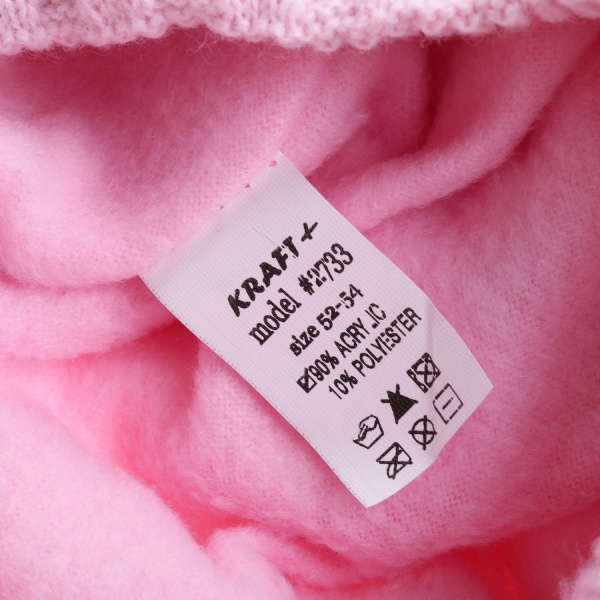 KRAFT +
model #2733
size 52-54
90% ACRYLIC
10% POLYESTER